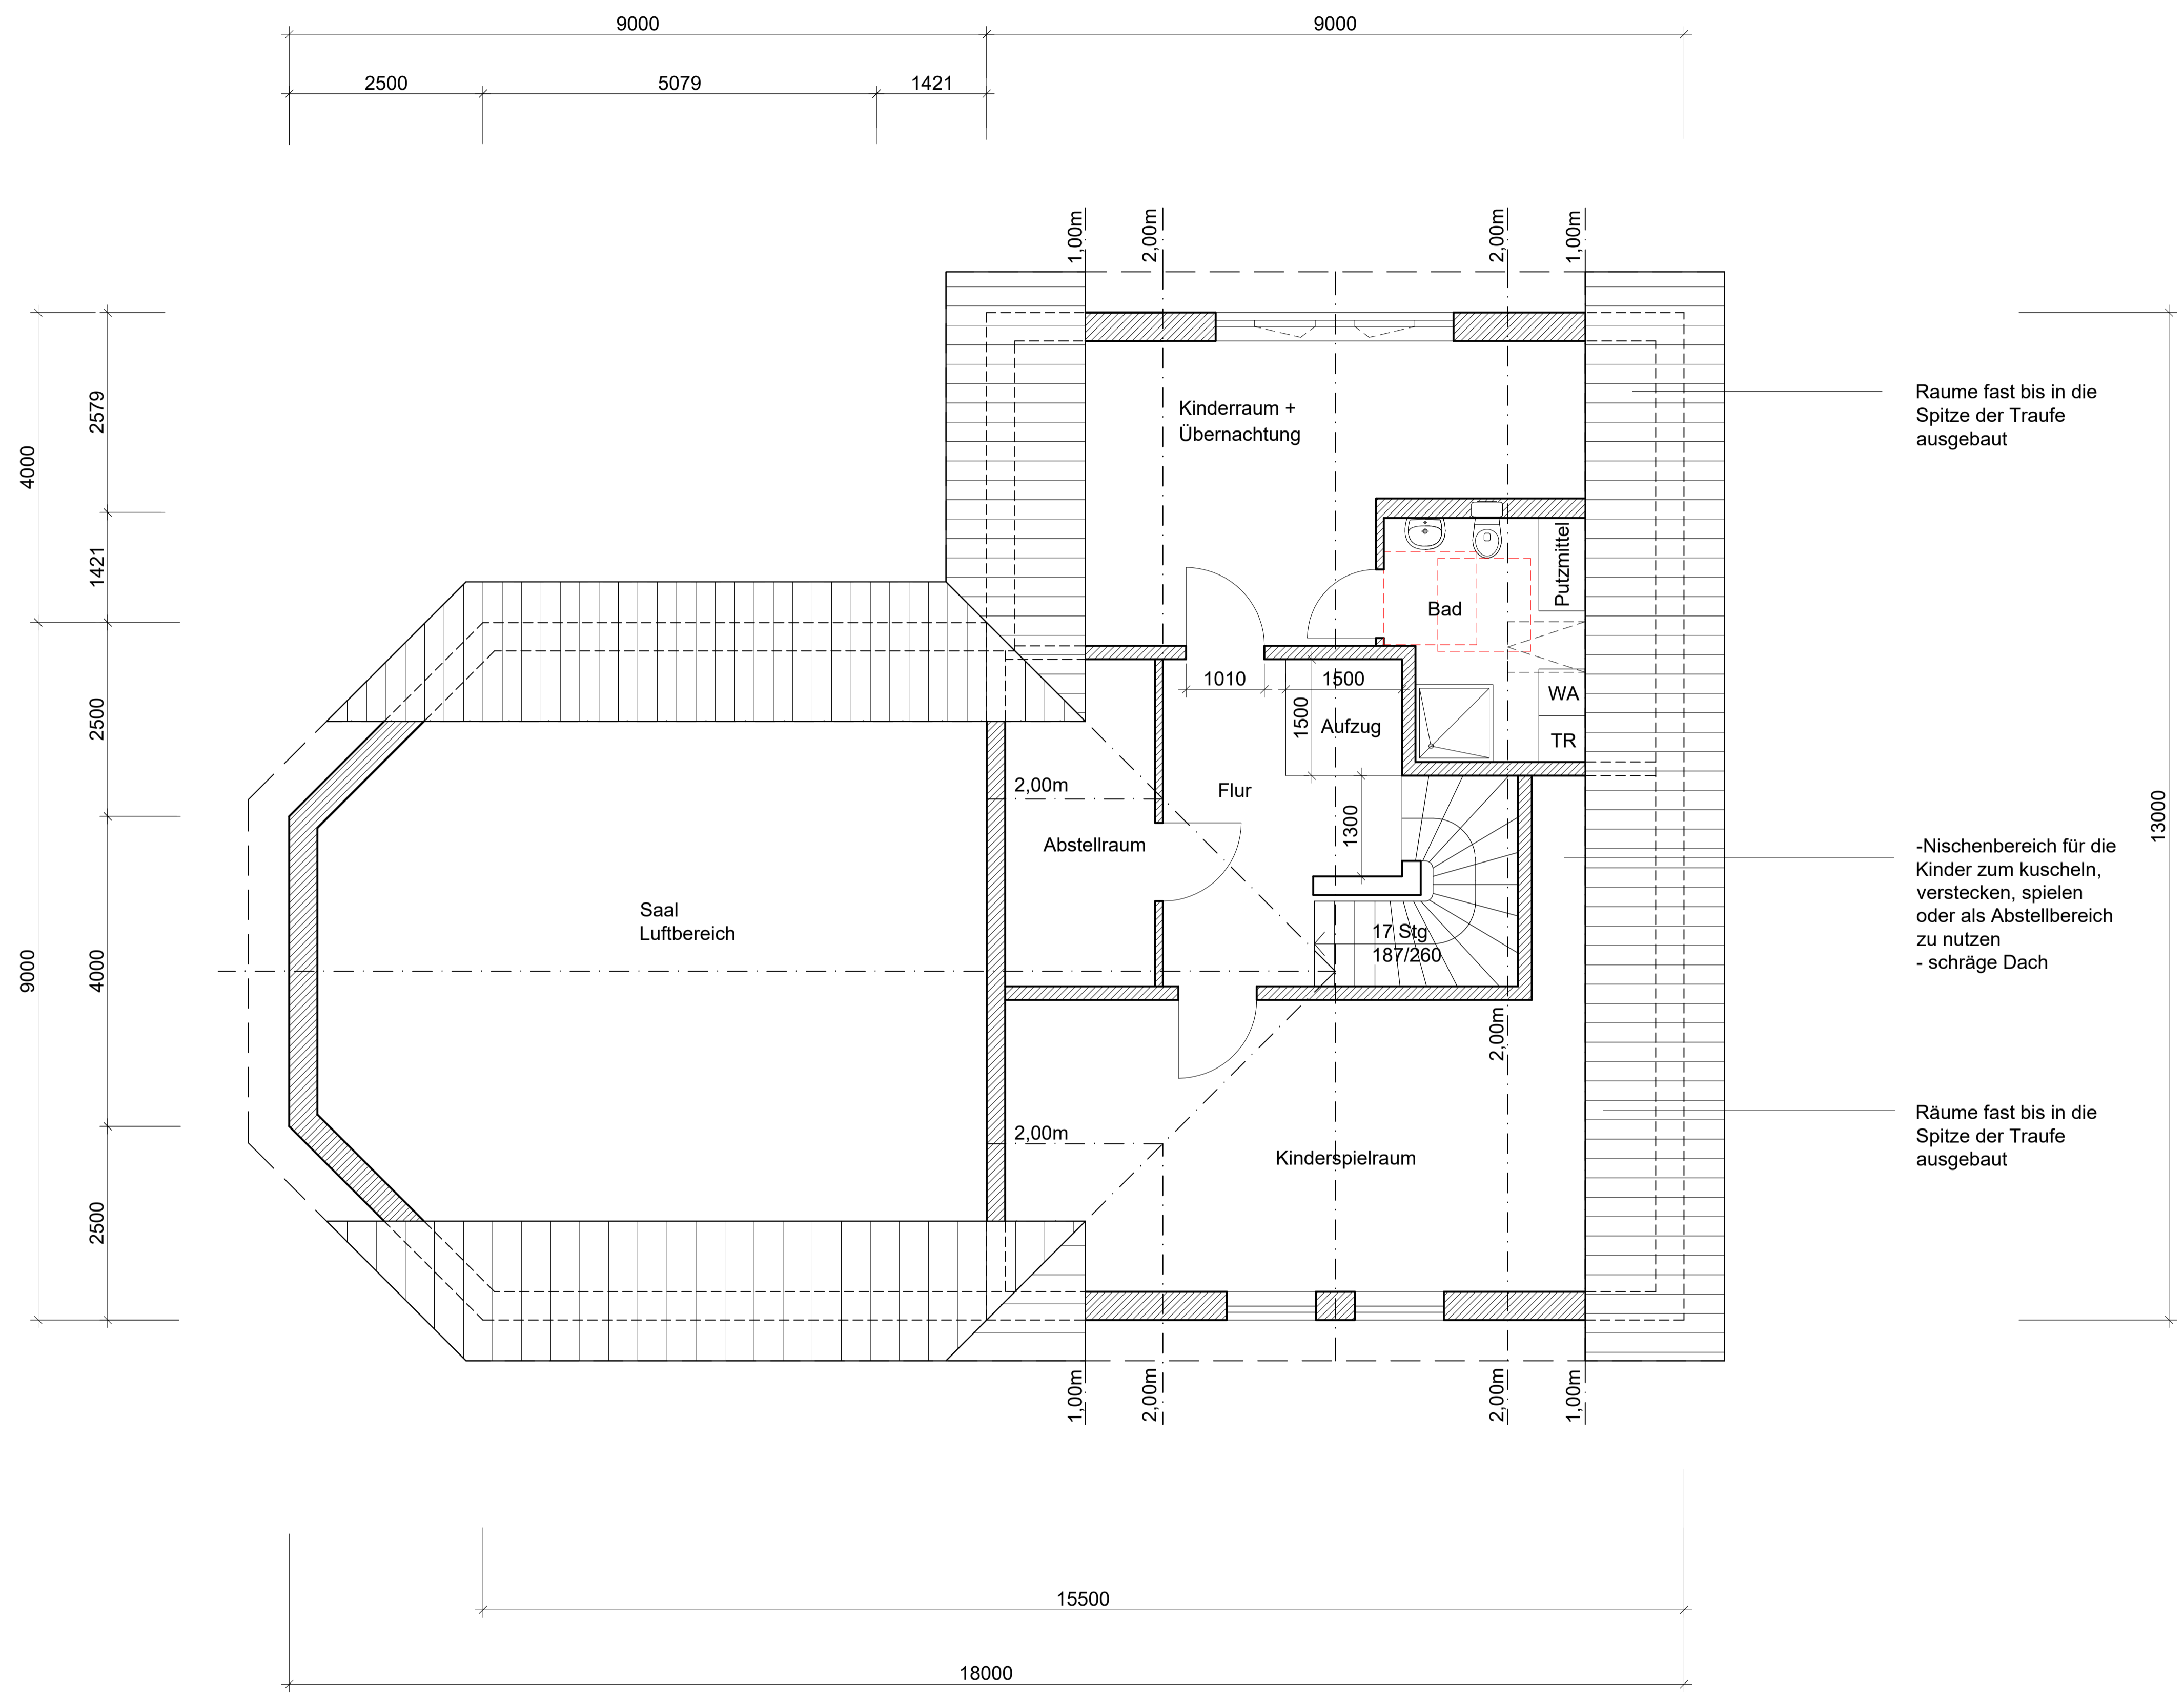 9000
9000
2500
5079
1421
1,00m
2,00m
2,00m
1,00m
4000
2579
1421
9000
2500
4000
2500
13000
Kinderraum +
Übernachtung
Raume fast bis in die
Spitze der Traufe
ausgebaut
Putzmittel
Bad
WA
TR
1010
1500
1500
Aufzug
1300
Flur
2,00m
Abstellraum
Saal
Luftbereich
17 Stg
187/260
-Nischenbereich für die
Kinder zum kuscheln,
verstecken, spielen
oder als Abstellbereich
zu nutzen
- schräge Dach
2,00m
2,00m
Kinderspielraum
Räume fast bis in die
Spitze der Traufe
ausgebaut
1,00m
2,00m
2,00m
1,00m
15500
18000